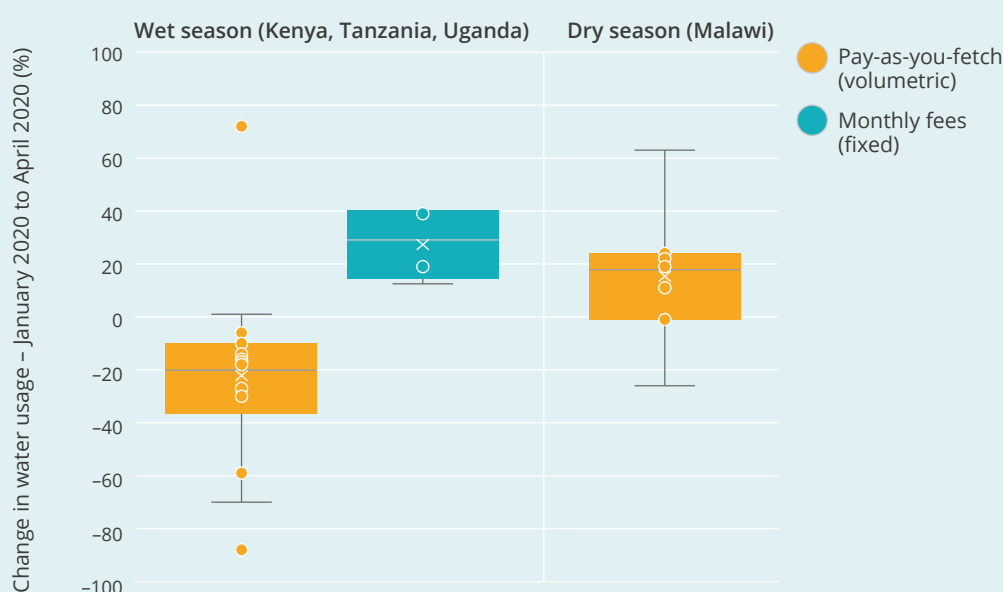 Wet season (Kenya, Tanzania, Uganda)
Dry season (Malawi)
Change in water usage – January 2020 to April 2020 (%)
100
80
60
40
20
0
–20
–40
–60
–80
–100
Pay-as-you-fetch
(volumetric)
Monthly fees
(fixed)